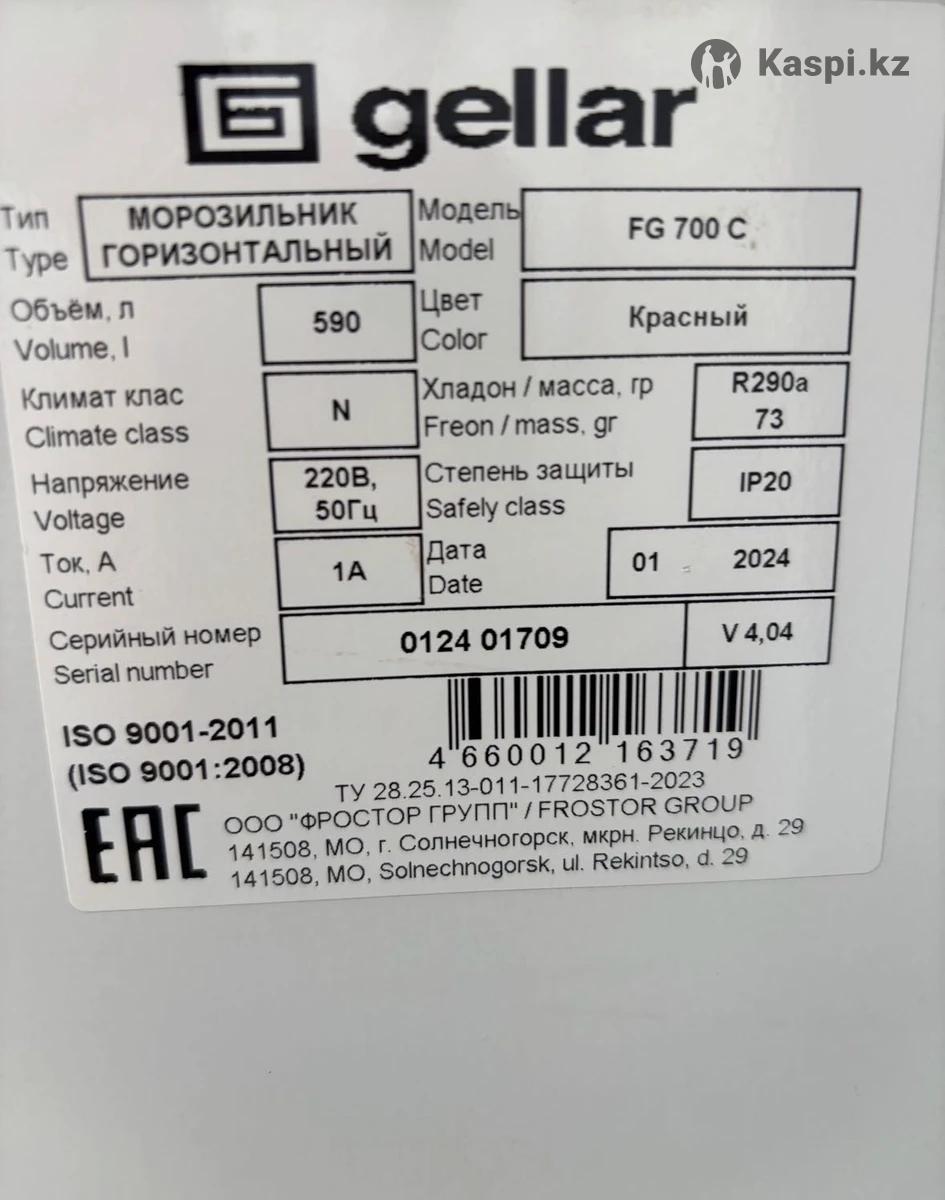 Kaspi.kz
gellar
Тип
Type
МОРОЗИЛЬНИК
ГОРИЗОНТАЛЬНЫЙ
Модель
Model
FG 700 C
Объём, л
Volume, l
590
Цвет
Color
Красный
Климат клас
Climate class
N
Хладон / масса, гр
Freon / mass, gr
R290a
73
Напряжение
Voltage
220В,
50Гц
Степень защиты
Safely class
IP20
Ток, А
Current
1А
Дата
Date
01 2024
Серийный номер
Serial number
0124 01709
V 4,04
ISO 9001-2011
(ISO 9001:2008)
4 660012 163719
ТУ 28.25.13-011-17728361-2023
ООО "ФРОСТОР ГРУПП" / FROSTOR GROUP
141508, МО, г. Солнечногорск, мкрн. Рекинцо, д. 29
141508, MO, Solnechnogorsk, ul. Rekintso, d. 29
EAC